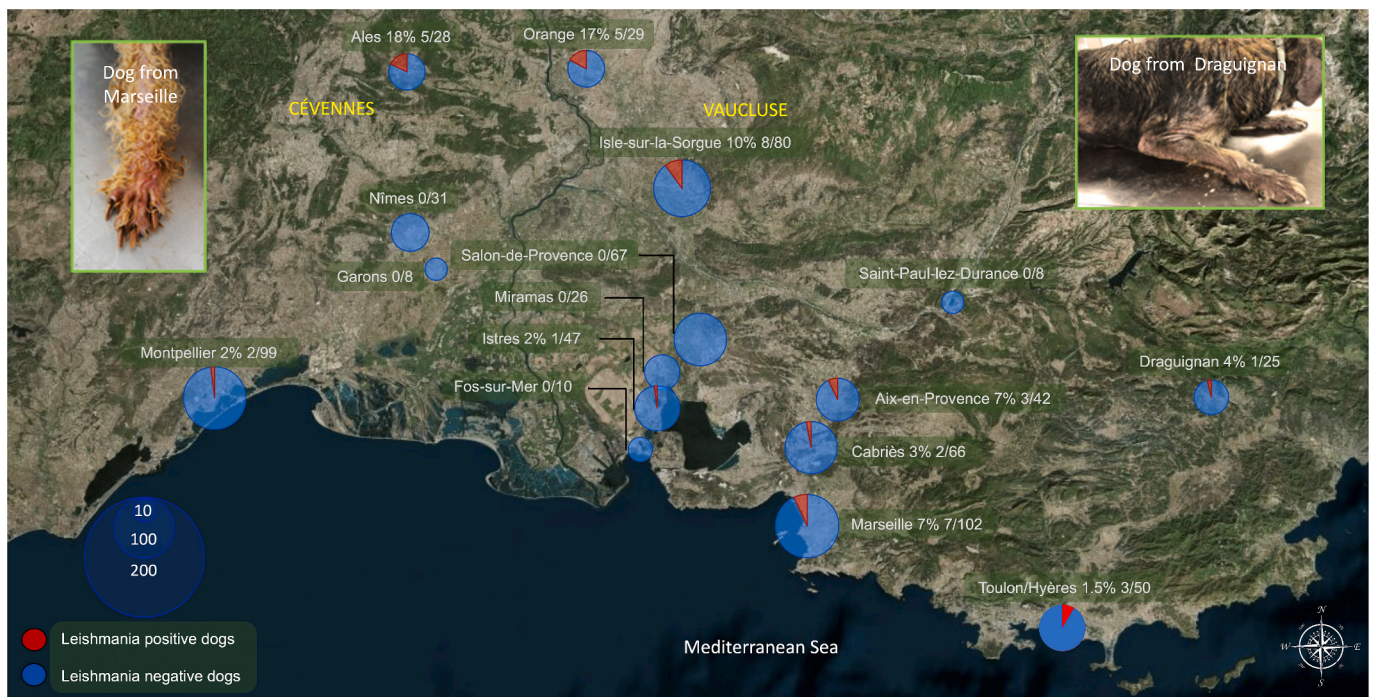 Ales 18% 5/28
Orange 17% 5/29
Dog from
Marseille
Dog from Draguignan
CÉVENNES
VAUCLUSE
Isle-sur-la-Sorgue 10% 8/80
Nîmes 0/31
Salon-de-Provence 0/67
Garons 0/8
Saint-Paul-lez-Durance 0/8
Miramas 0/26
Istres 2% 1/47
Montpellier 2% 2/99
Draguignan 4% 1/25
Fos-sur-Mer 0/10
Aix-en-Provence 7% 3/42
Cabriès 3% 2/66
Marseille 7% 7/102
10
100
200
Toulon/Hyères 1.5% 3/50
Leishmania positive dogs
Leishmania negative dogs
Mediterranean Sea
N
W
E
S